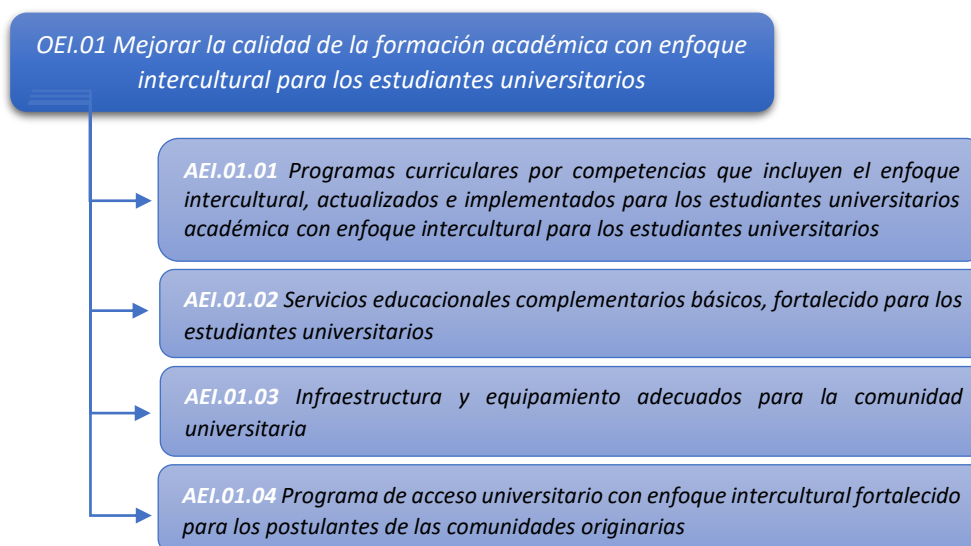 OEI.01 Mejorar la calidad de la formación académica con enfoque
intercultural para los estudiantes universitarios
AEI.01.01 Programas curriculares por competencias que incluyen el enfoque
intercultural, actualizados e implementados para los estudiantes universitarios
académica con enfoque intercultural para los estudiantes universitarios
AEI.01.02 Servicios educacionales complementarios básicos, fortalecido para los
estudiantes universitarios
AEI.01.03 Infraestructura y equipamiento adecuados para la comunidad
universitaria
AEI.01.04 Programa de acceso universitario con enfoque intercultural fortalecido
para los postulantes de las comunidades originarias